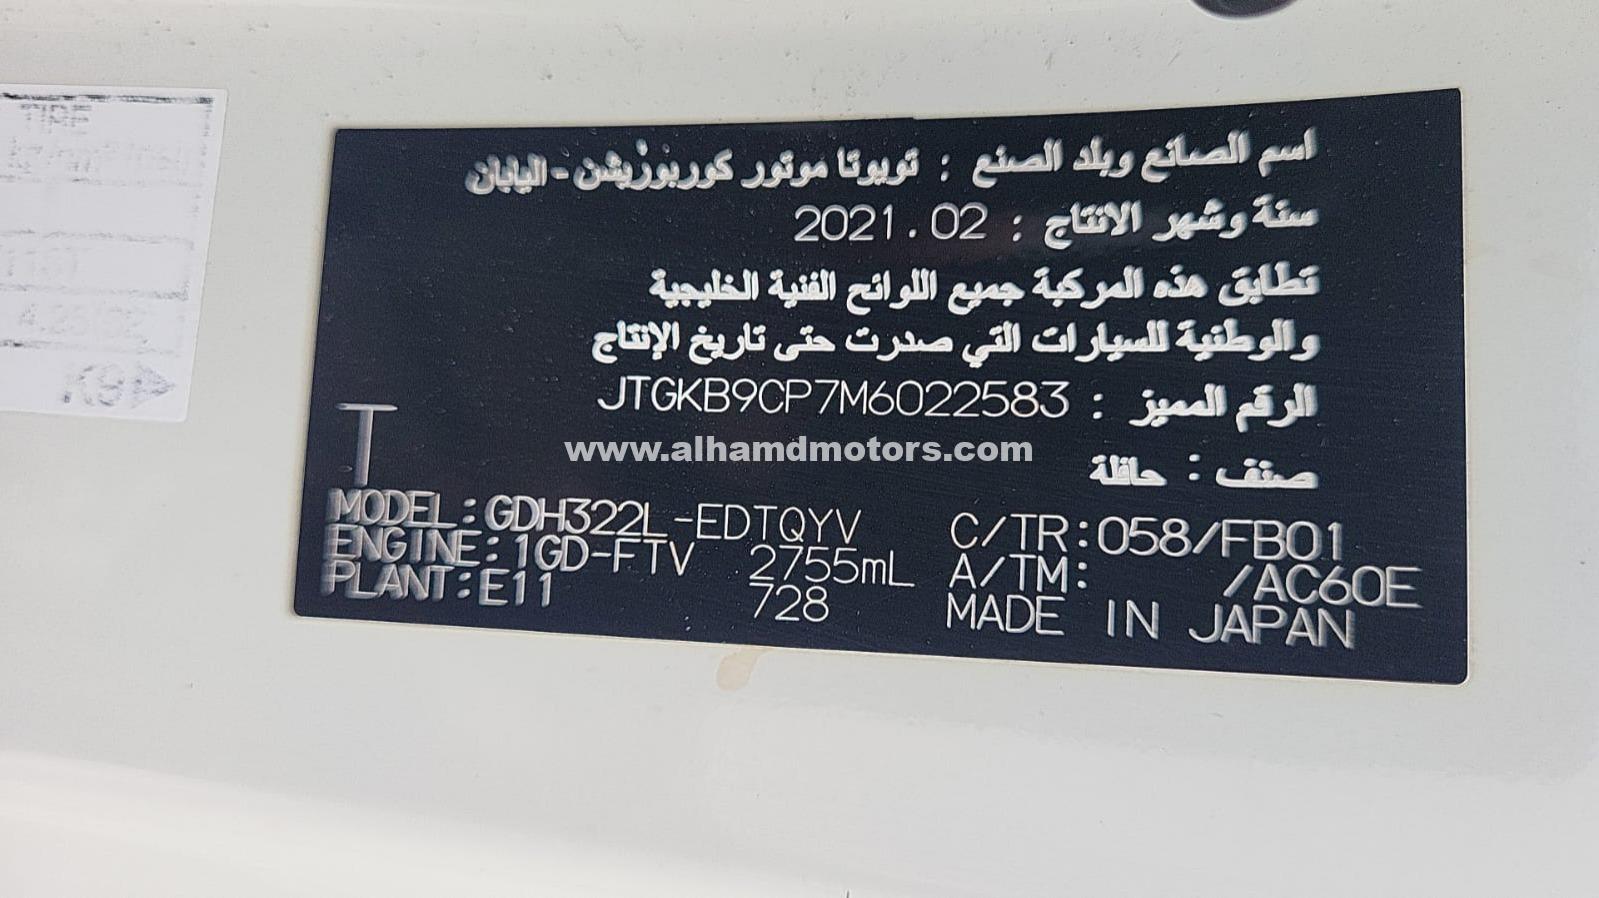 اسم الصانع وبلد الصنع : تويوتا موتور كوربوزيشن - اليابان
سنة وشهر الانتاج : 2021.02
تطابق هذه المركبة جميع اللوائح الفنية الخليجية
والوطنية للسيارات التي صدرت حتى تاريخ الإنتاج
الرقم المميز : JTGKB9CP7M6022583
www.alhamdmotors.com
صنف : حافلة
T
MODEL:GDH322L-EDTQYV C/TR:058/FB01
ENGINE:1GD-FTV 2755mL A/TM: /AC60E
PLANT:E11 728 MADE IN JAPAN
TIRE